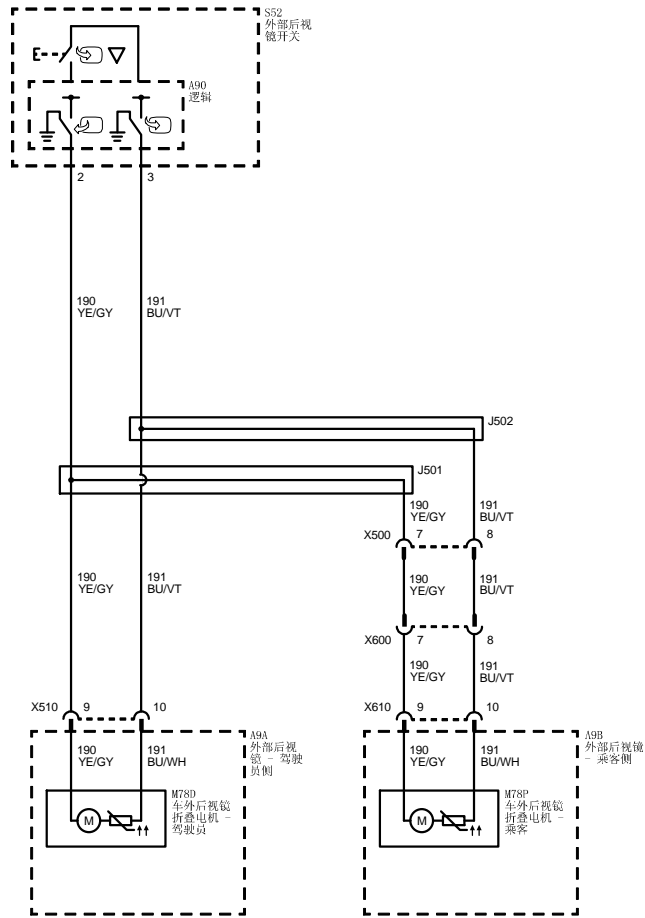 S52
外部后视
镜开关
A90
逻辑
2
3
190
YE/GY
191
BU/VT
J502
J501
190
YE/GY
191
BU/VT
X500
7
8
190
YE/GY
191
BU/VT
190
YE/GY
191
BU/VT
X600
7
8
190
YE/GY
191
BU/VT
X510
9
10
X610
9
10
A9A
外部后视
镜 - 驾驶
员侧
190
YE/GY
191
BU/WH
M78D
车外后视镜
折叠电机 -
驾驶员
M
A9B
外部后视镜
- 乘客侧
190
YE/GY
191
BU/WH
M78P
车外后视镜
折叠电机 -
乘客
M